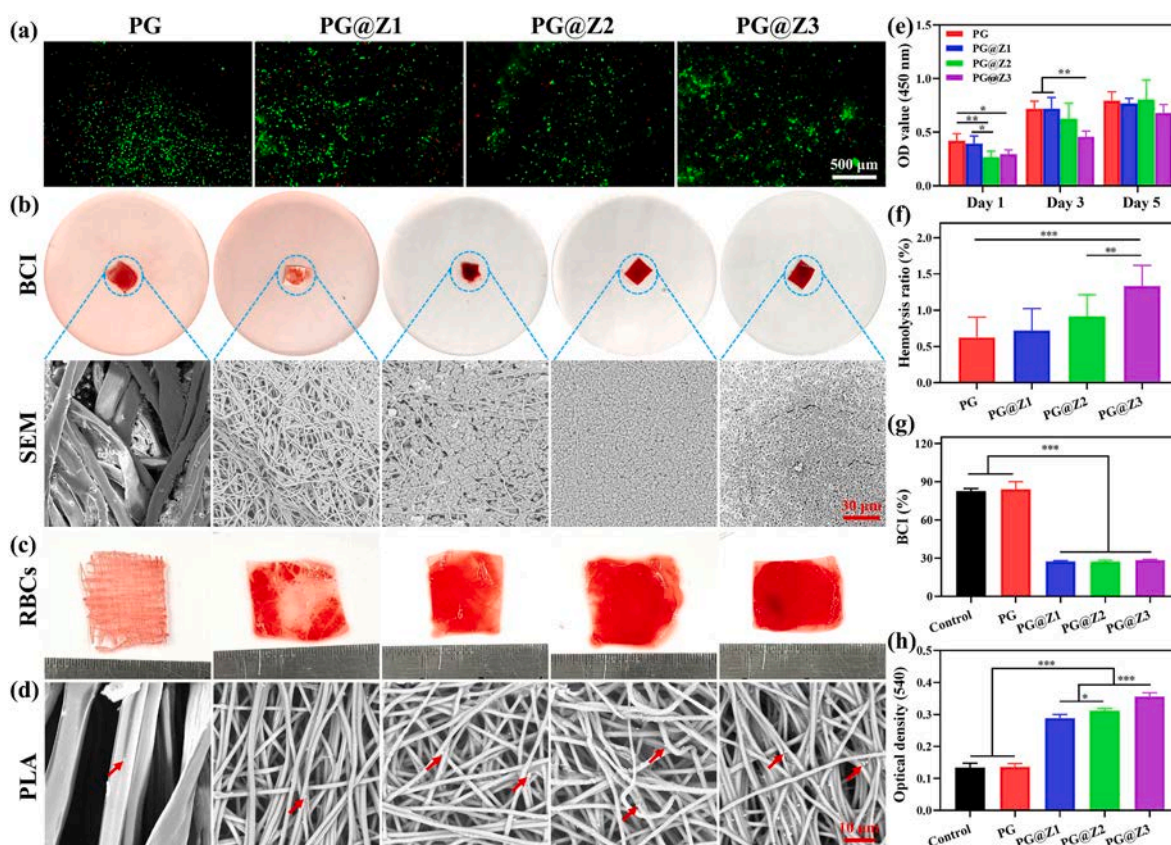 PG PG@Z1 PG@Z2 PG@Z3
(a)
500 μm
(b)
BCI
SEM
30 μm
(c)
RBCs
(d)
PLA
10 μm
(e)
PG
PG@Z1
PG@Z2
PG@Z3
OD value (450 nm)
1.5
1.0
0.5
0.0
*
**
*
**
Day 1 Day 3 Day 5
(f)
Hemolysis ratio (%)
2.0
1.5
1.0
0.5
0.0
***
**
PG PG@Z1 PG@Z2 PG@Z3
(g)
BCI (%)
120
90
60
30
0
***
Control PG PG@Z1 PG@Z2 PG@Z3
(h)
Optical density (540)
0.5
0.4
0.3
0.2
0.1
0.0
***
***
*
Control PG PG@Z1 PG@Z2 PG@Z3